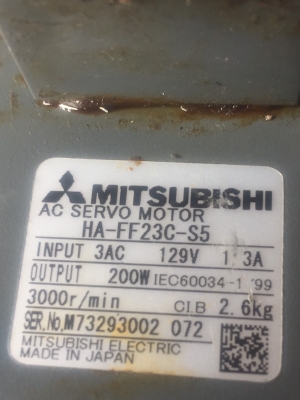 MITSUBISHI
AC SERVO MOTOR
HA-FF23C-S5
INPUT 3AC 129V 1.3A
OUTPUT 200W IEC60034-1 '99
3000r/min CI.B 2.6kg
SER.No.M73293002 072
MITSUBISHI ELECTRIC
MADE IN JAPAN